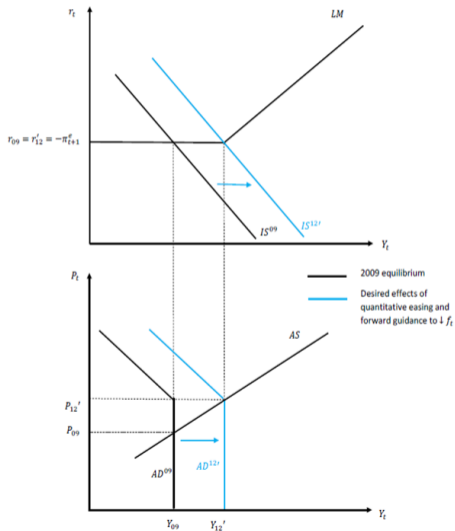 r_t
LM
r_09 = r'_12 = −π^e_{t+1}
IS^09
IS^12′
Y_t
P_t
2009 equilibrium
Desired effects of
quantitative easing and
forward guidance to ↓ f_t
AS
P_12′
P_09
AD^09
AD^12′
Y_09
Y_12′
Y_t